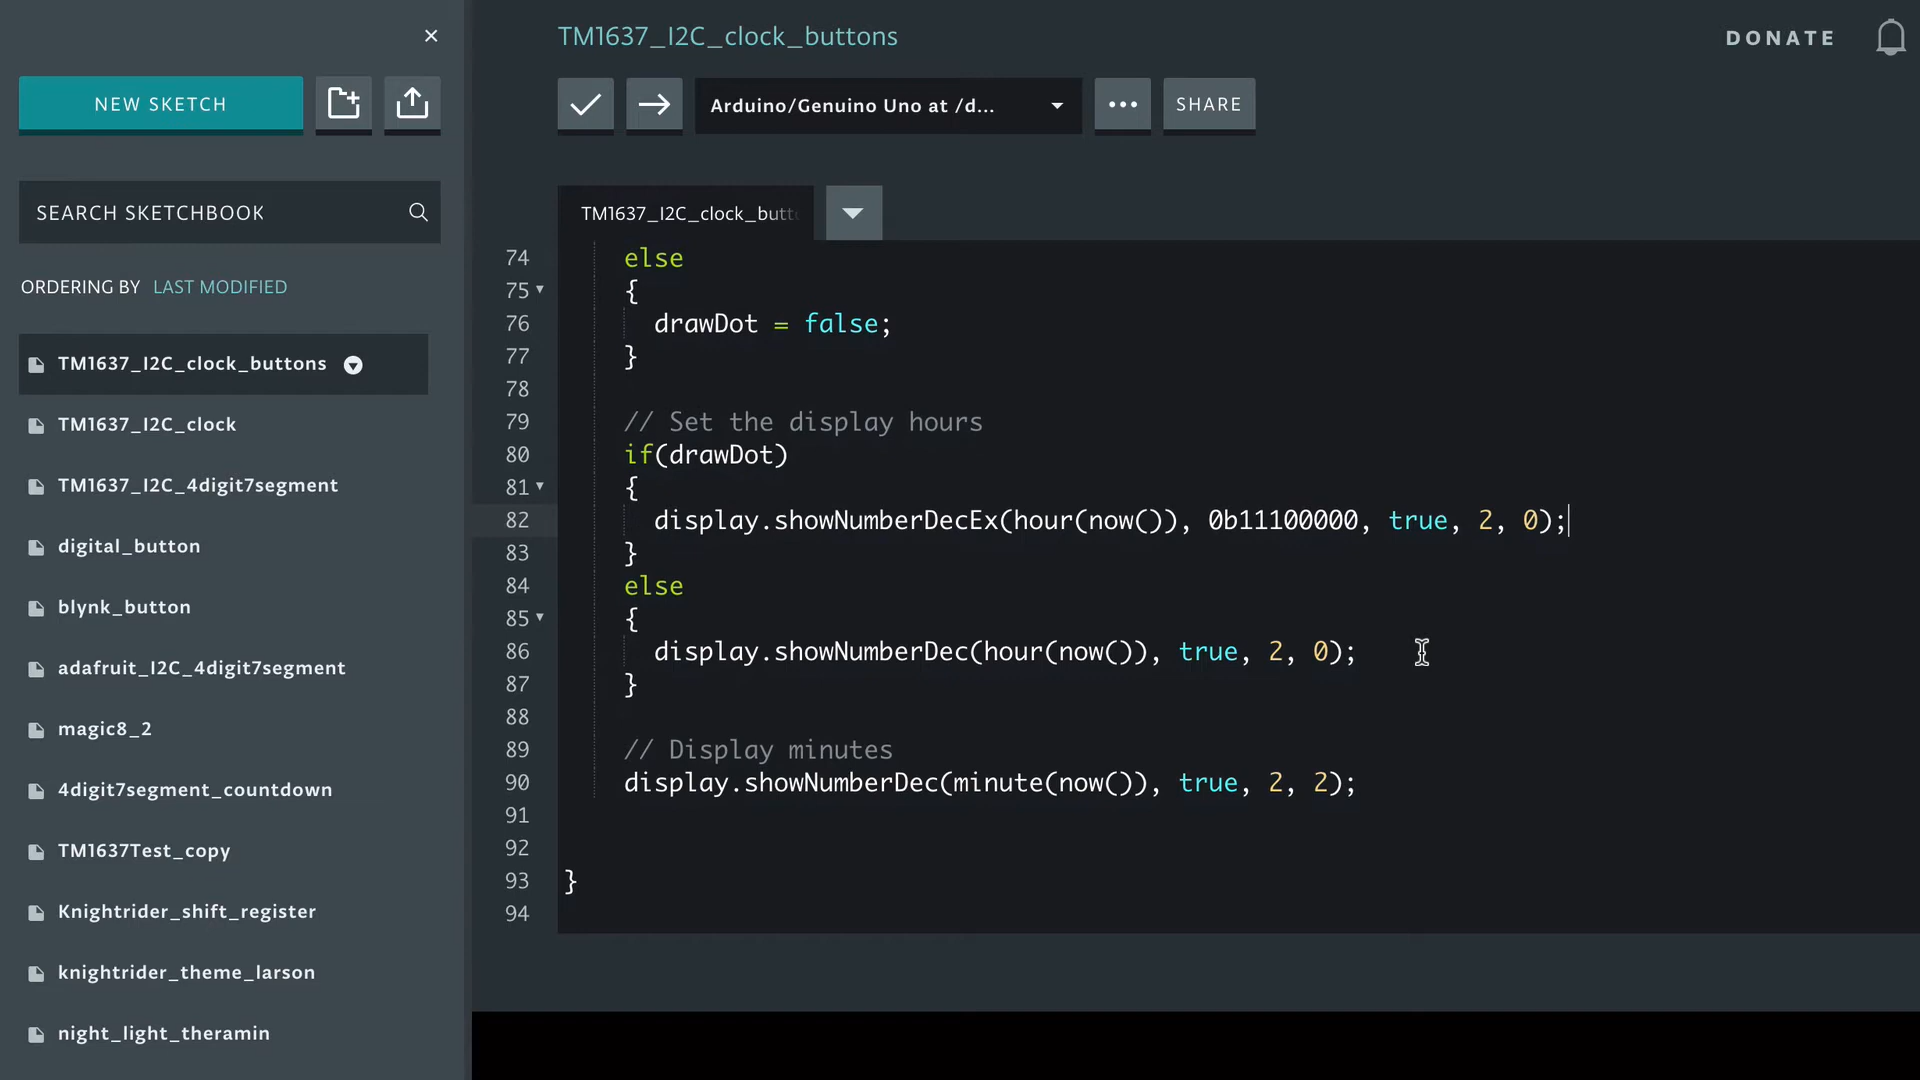 ×
NEW SKETCH
SEARCH SKETCHBOOK
ORDERING BY LAST MODIFIED
TM1637_I2C_clock_buttons
TM1637_I2C_clock
TM1637_I2C_4digit7segment
digital_button
blynk_button
adafruit_I2C_4digit7segment
magic8_2
4digit7segment_countdown
TM1637Test_copy
Knightrider_shift_register
knightrider_theme_larson
night_light_theramin
TM1637_I2C_clock_buttons
DONATE
Arduino/Genuino Uno at /d...
SHARE
TM1637_I2C_clock_butt
74 else
75 {
76 drawDot = false;
77 }
78
79 // Set the display hours
80 if(drawDot)
81 {
82 display.showNumberDecEx(hour(now()), 0b11100000, true, 2, 0);
83 }
84 else
85 {
86 display.showNumberDec(hour(now()), true, 2, 0);
87 }
88
89 // Display minutes
90 display.showNumberDec(minute(now()), true, 2, 2);
91
92
93 }
94